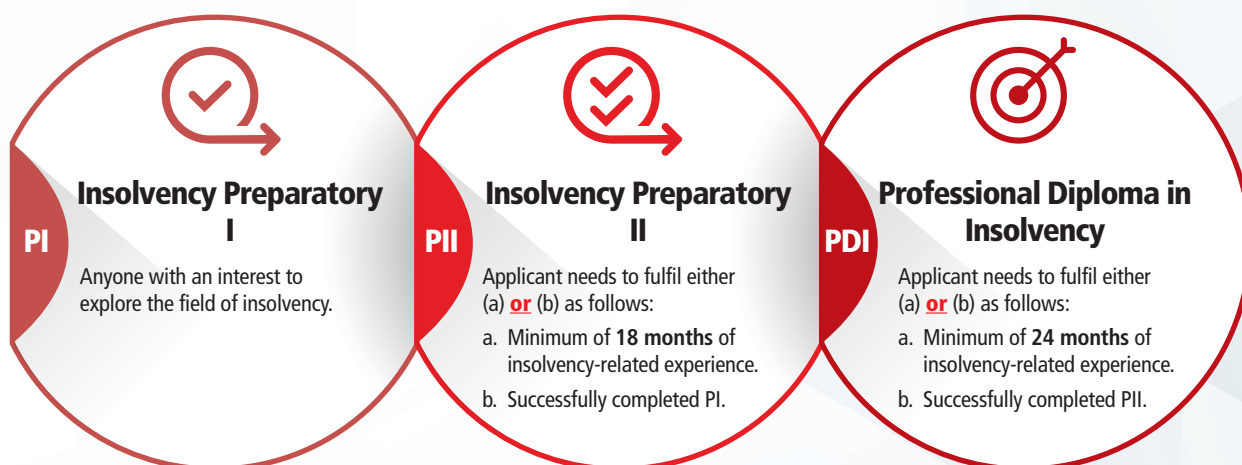 PI
Insolvency Preparatory
I
Anyone with an interest to
explore the field of insolvency.
PII
Insolvency Preparatory
II
Applicant needs to fulfil either
(a) or (b) as follows:
a. Minimum of 18 months of
insolvency-related experience.
b. Successfully completed PI.
PDI
Professional Diploma in
Insolvency
Applicant needs to fulfil either
(a) or (b) as follows:
a. Minimum of 24 months of
insolvency-related experience.
b. Successfully completed PII.